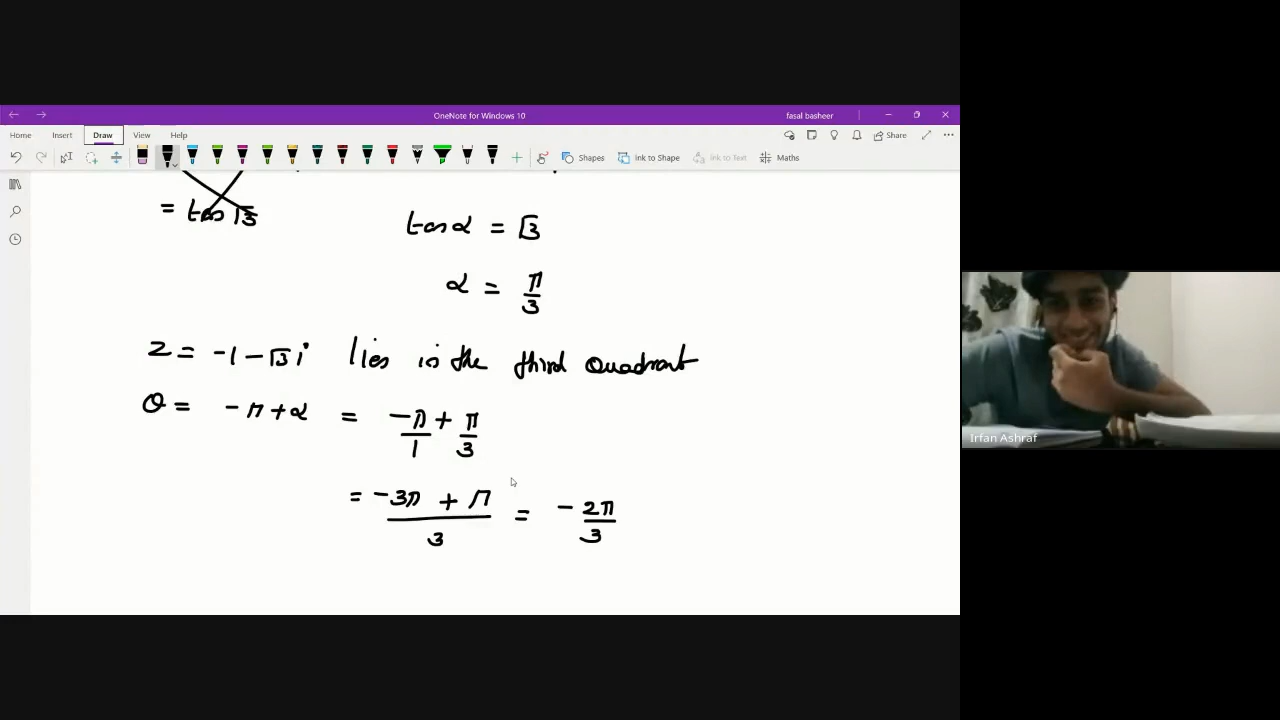 OneNote for Windows 10
fasal basheer
Home Insert Draw View Help
Share
Shapes Ink to Shape Ink to Text Maths
= tan √3
tan α = √3
α = π/3
Z = -1 - √3 i lies is the third Quadrant
θ = -π + α = -π/1 + π/3
= (-3π + π)/3 = -2π/3
Irfan Ashraf